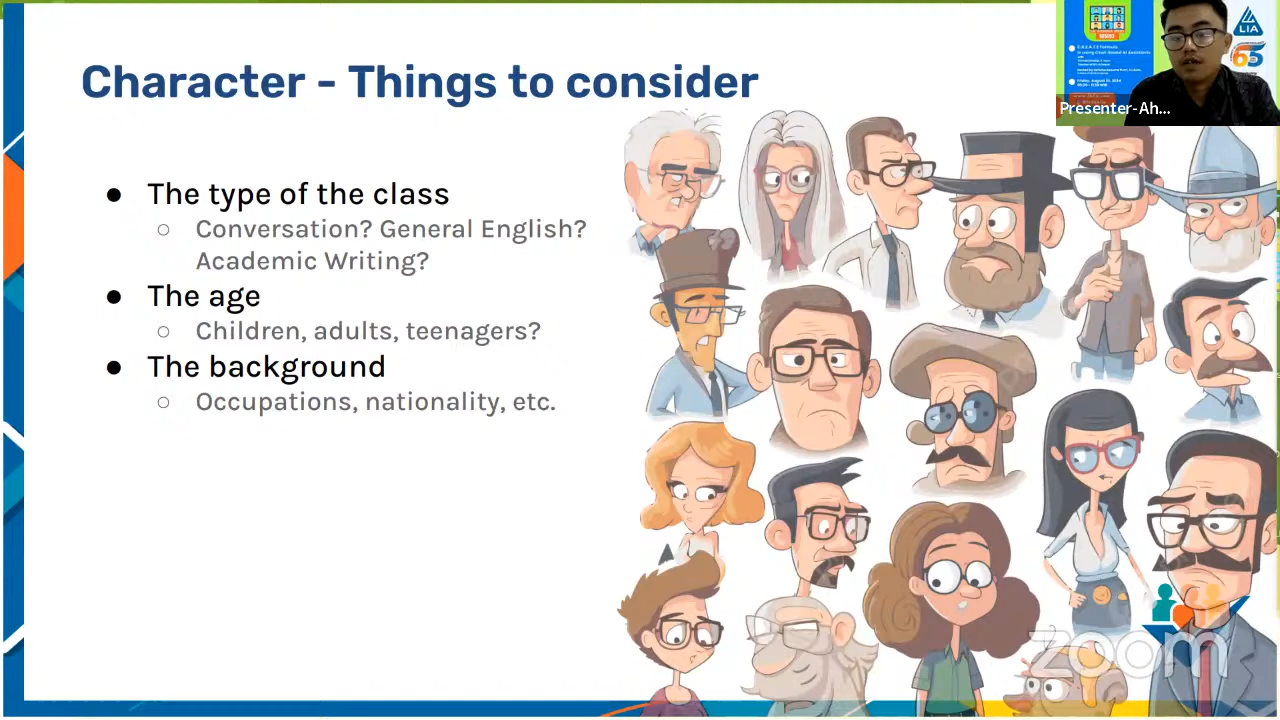 Character - Things to consider
● The type of the class
○ Conversation? General English?
Academic Writing?
● The age
○ Children, adults, teenagers?
● The background
○ Occupations, nationality, etc.
LIA
65
Presenter-Ah...
zoom